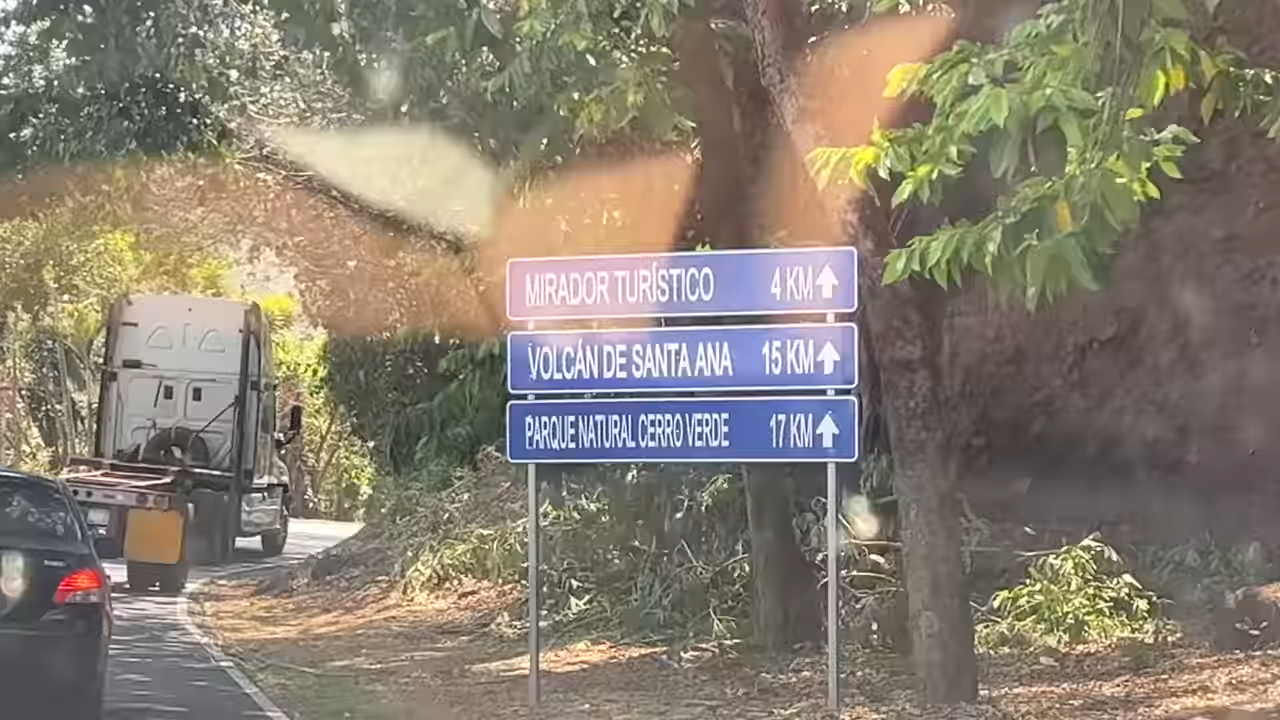 MIRADOR TURÍSTICO 4 KM ↑
VOLCÁN DE SANTA ANA 15 KM ↑
PARQUE NATURAL CERRO VERDE 17 KM ↑